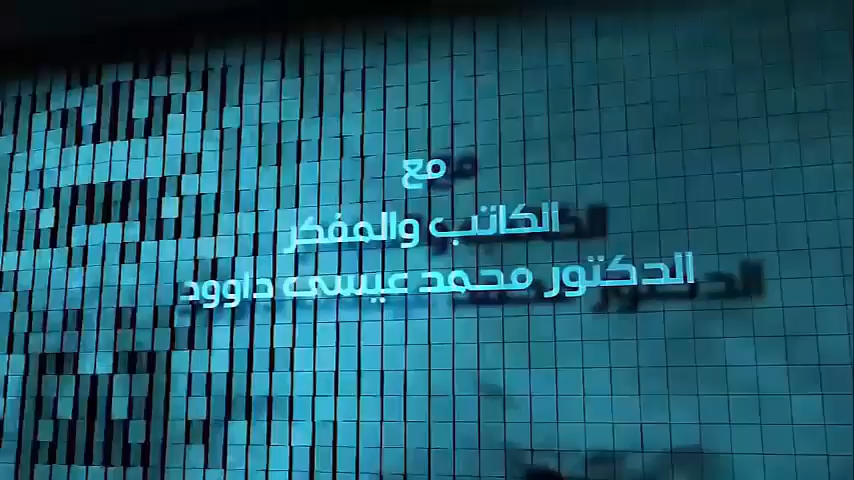 مع
الكاتب والمفكر
الدكتور محمد عيسى داوود